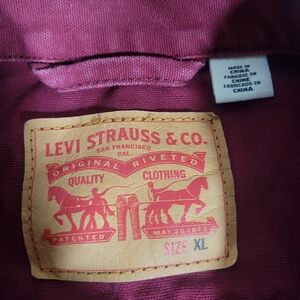 MADE IN
CHINA
FABRIQUÉ EN
CHINE
FABRICADO EN
CHINA
LEVI STRAUSS & CO.
SAN FRANCISCO
CAL
ORIGINAL RIVETED
QUALITY CLOTHING
PATENTED MAY 20 1873
SIZE XL